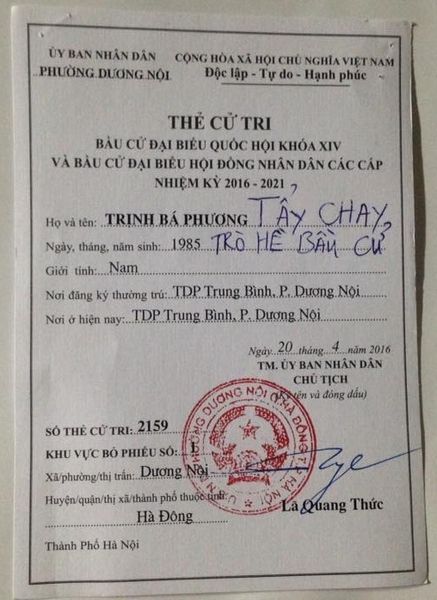 ỦY BAN NHÂN DÂN CỘNG HÒA XÃ HỘI CHỦ NGHĨA VIỆT NAM
PHƯỜNG DƯƠNG NỘI Độc lập - Tự do - Hạnh phúc
THẺ CỬ TRI
BẦU CỬ ĐẠI BIỂU QUỐC HỘI KHÓA XIV
VÀ BẦU CỬ ĐẠI BIỂU HỘI ĐỒNG NHÂN DÂN CÁC CẤP
NHIỆM KỲ 2016 - 2021
Họ và tên: TRỊNH BÁ PHƯƠNG TẨY CHAY
Ngày, tháng, năm sinh: 1985 TRÒ HỀ BẦU CỬ
Giới tính: Nam
Nơi đăng ký thường trú: TDP Trung Bình, P. Dương Nội
Nơi ở hiện nay: TDP Trung Bình, P. Dương Nội
Ngày 20 tháng 4 năm 2016
TM. ỦY BAN NHÂN DÂN
CHỦ TỊCH
(Ký tên và đóng dấu)
SỐ THẺ CỬ TRI: 2159
KHU VỰC BỎ PHIẾU SỐ: 1
Xã/phường/thị trấn: Dương Nội
Huyện/quận/thị xã/thành phố thuộc tỉnh:
Hà Đông
Lã Quang Thức
Thành Phố Hà Nội